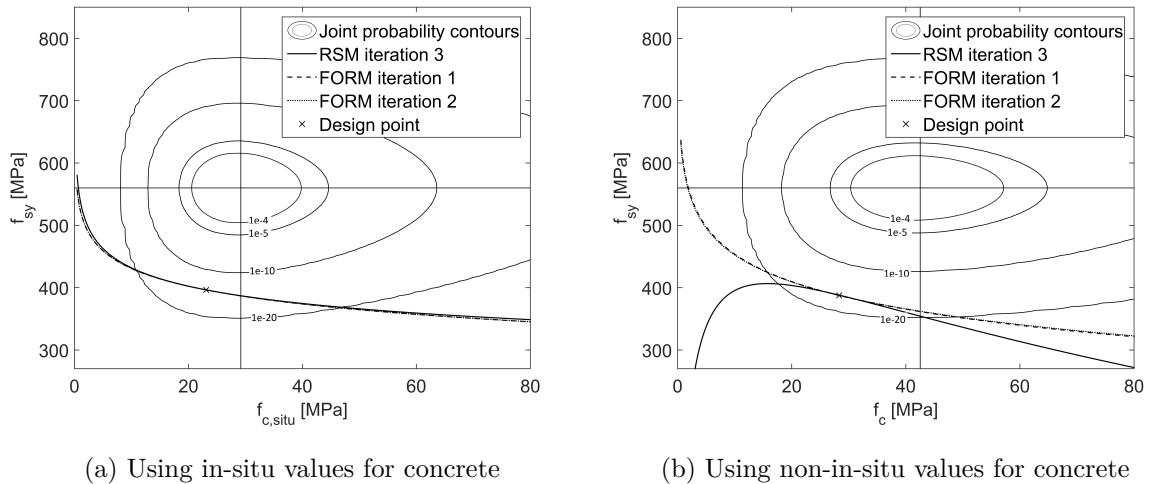 800
700
600
500
400
300
f_sy [MPa]
0
20
40
60
80
f_c,situ [MPa]
Joint probability contours
RSM iteration 3
FORM iteration 1
FORM iteration 2
Design point
1e-4
1e-5
1e-10
1e-20
(a) Using in-situ values for concrete
800
700
600
500
400
300
f_sy [MPa]
0
20
40
60
80
f_c [MPa]
Joint probability contours
RSM iteration 3
FORM iteration 1
FORM iteration 2
Design point
1e-4
1e-5
1e-10
1e-20
(b) Using non-in-situ values for concrete